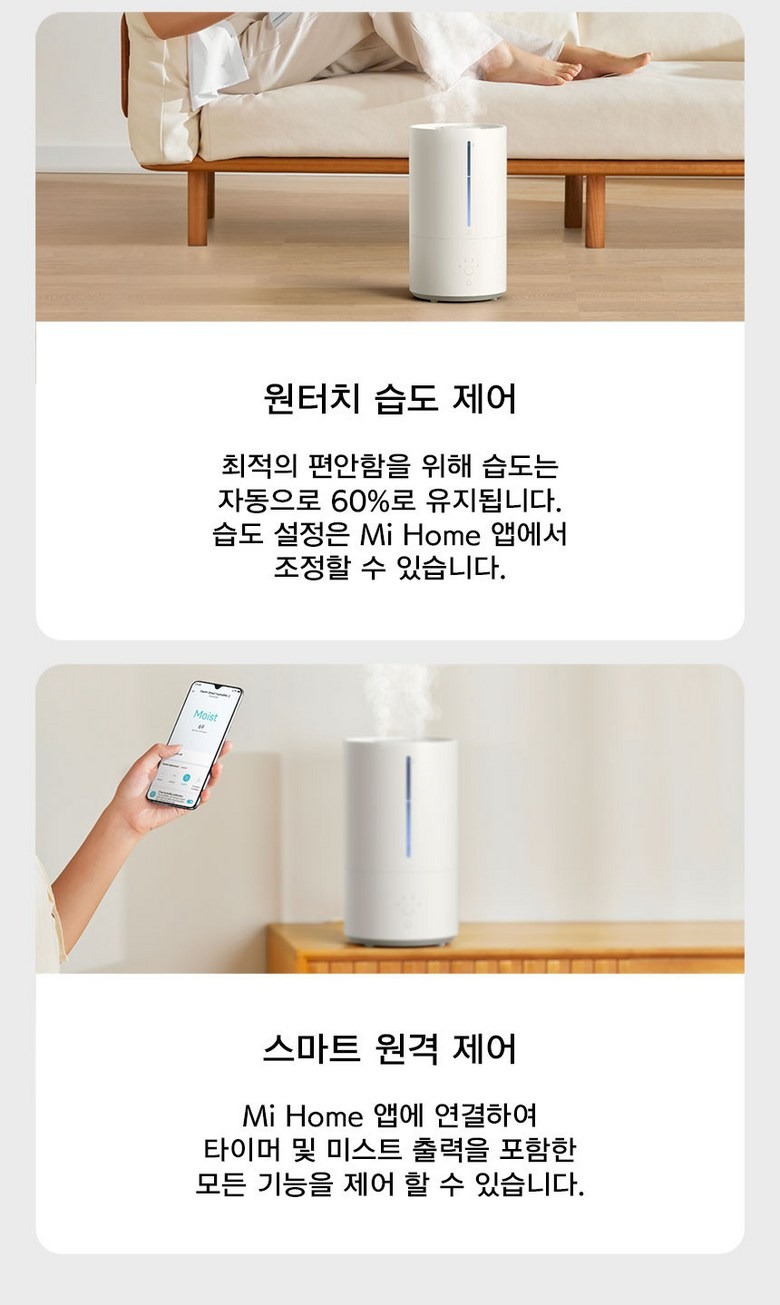 원터치 습도 제어
최적의 편안함을 위해 습도는
자동으로 60%로 유지됩니다.
습도 설정은 Mi Home 앱에서
조정할 수 있습니다.
Moist
스마트 원격 제어
Mi Home 앱에 연결하여
타이머 및 미스트 출력을 포함한
모든 기능을 제어 할 수 있습니다.